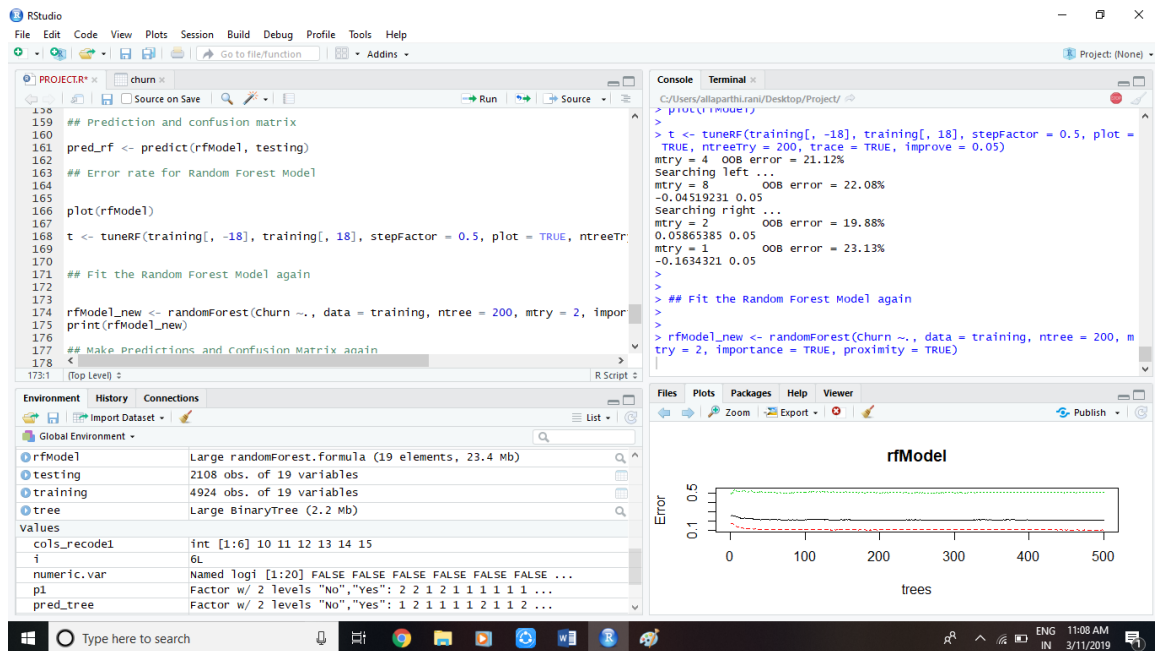 RStudio
File Edit Code View Plots Session Build Debug Profile Tools Help
Go to file/function
Addins
Project: (None)
PROJECT.R*
churn
Source on Save
Run
Source
158
159 ## Prediction and confusion matrix
160
161 pred_rf <- predict(rfModel, testing)
162
163 ## Error rate for Random Forest Model
164
165
166 plot(rfModel)
167
168 t <- tuneRF(training[, -18], training[, 18], stepFactor = 0.5, plot = TRUE, ntreeTr
169
170
171 ## Fit the Random Forest Model again
172
173
174 rfModel_new <- randomForest(Churn ~., data = training, ntree = 200, mtry = 2, impor
175 print(rfModel_new)
176
177 ## Make Predictions and Confusion Matrix again
178
173:1 (Top Level)
R Script
Console Terminal
C:/Users/allaparthi.rani/Desktop/Project/
> plot(rfModel)
>
> t <- tuneRF(training[, -18], training[, 18], stepFactor = 0.5, plot =
TRUE, ntreeTry = 200, trace = TRUE, improve = 0.05)
mtry = 4 OOB error = 21.12%
Searching left ...
mtry = 8 OOB error = 22.08%
-0.04519231 0.05
Searching right ...
mtry = 2 OOB error = 19.88%
0.05865385 0.05
mtry = 1 OOB error = 23.13%
-0.1634321 0.05
>
>
> ## Fit the Random Forest Model again
>
>
> rfModel_new <- randomForest(Churn ~., data = training, ntree = 200, m
try = 2, importance = TRUE, proximity = TRUE)
Environment History Connections
Import Dataset
List
Global Environment
rfModel Large randomForest.formula (19 elements, 23.4 Mb)
testing 2108 obs. of 19 variables
training 4924 obs. of 19 variables
tree Large BinaryTree (2.2 Mb)
Values
cols_recode1 int [1:6] 10 11 12 13 14 15
i 6L
numeric.var Named logi [1:20] FALSE FALSE FALSE FALSE FALSE FALSE ...
p1 Factor w/ 2 levels "No","Yes": 2 2 1 2 1 1 1 1 1 1 ...
pred_tree Factor w/ 2 levels "No","Yes": 1 2 1 1 1 1 2 1 1 2 ...
Files Plots Packages Help Viewer
Zoom Export
Publish
rfModel
Error
0.5
0.1
0 100 200 300 400 500
trees
Type here to search
ENG 11:08 AM
IN 3/11/2019
1